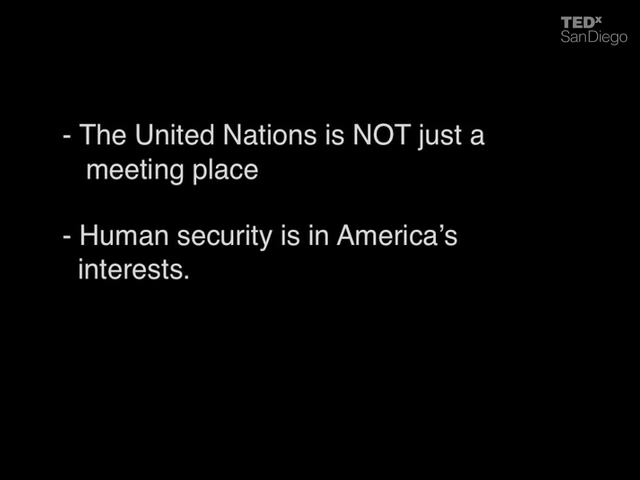 TEDx
SanDiego
- The United Nations is NOT just a
meeting place
- Human security is in America’s
interests.